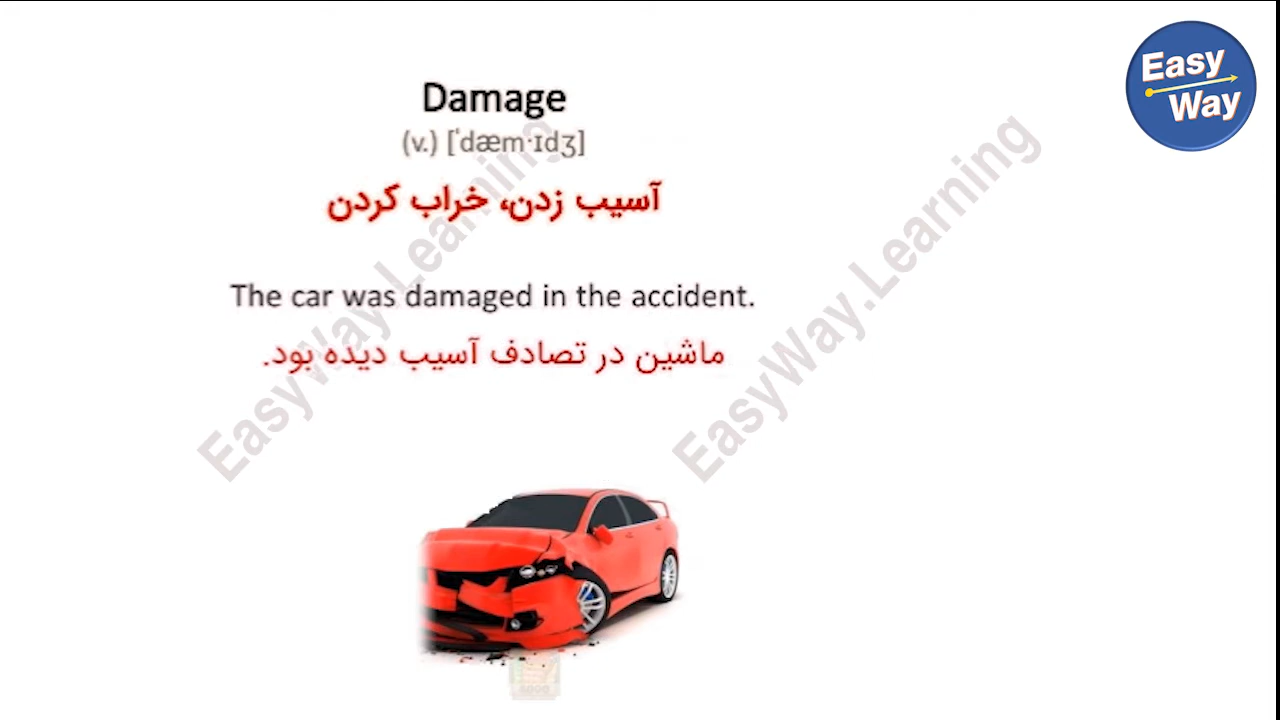 Easy
Way
Damage
(v.) [ˈdæm·ɪdʒ]
آسیب زدن، خراب کردن
The car was damaged in the accident.
ماشین در تصادف آسیب دیده بود.
EasyWay.Learning
EasyWay.Learning